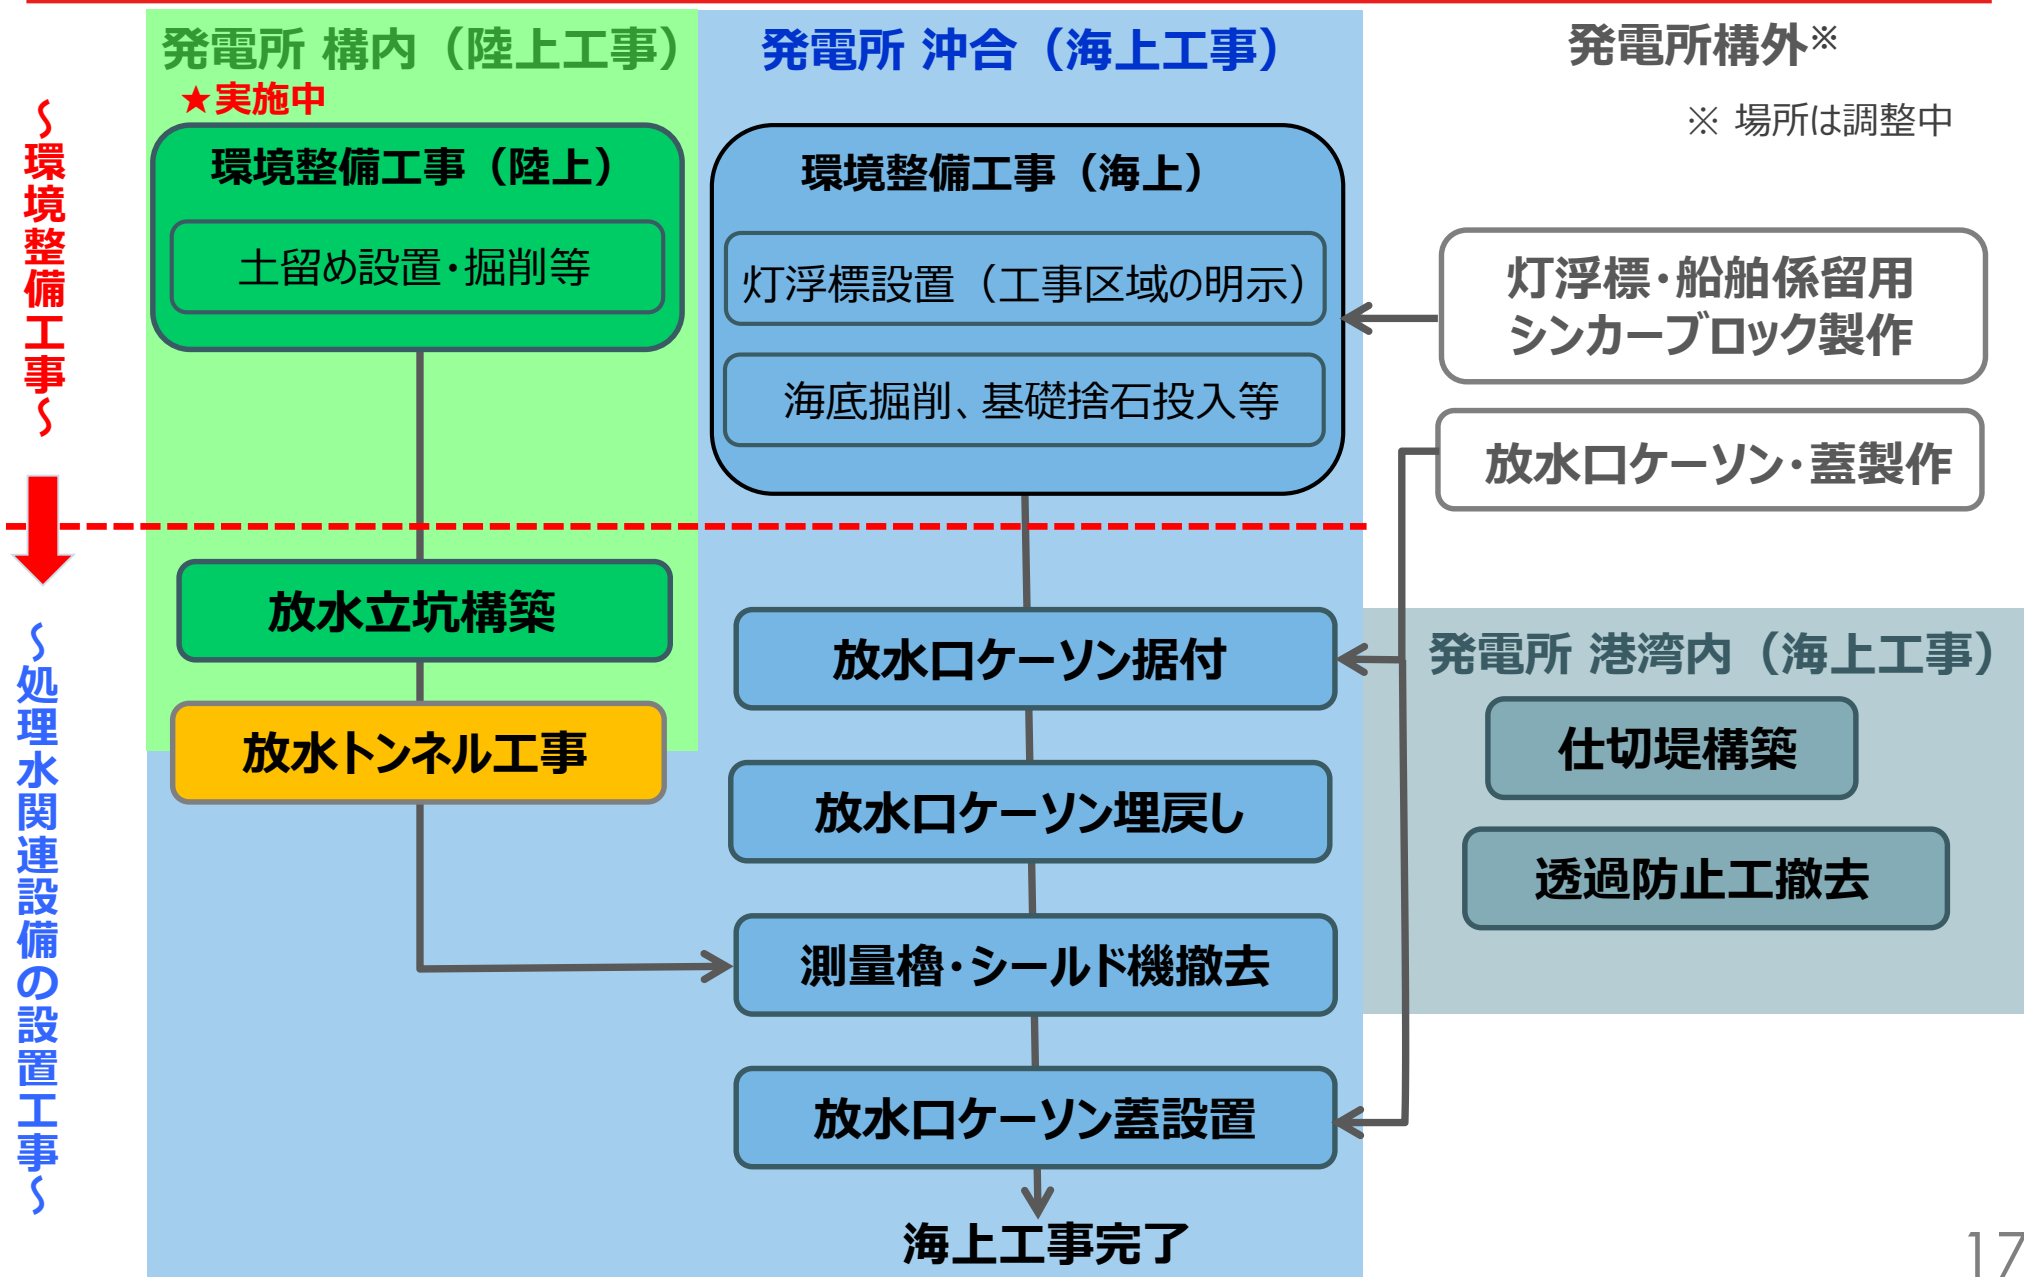 発電所 構内（陸上工事）
★実施中
環境整備工事（陸上）
土留め設置・掘削等
放水立坑構築
放水トンネル工事
発電所 沖合（海上工事）
環境整備工事（海上）
灯浮標設置（工事区域の明示）
海底掘削、基礎捨石投入等
放水口ケーソン据付
放水口ケーソン埋戻し
測量櫓・シールド機撤去
放水口ケーソン蓋設置
海上工事完了
発電所構外※
※ 場所は調整中
灯浮標・船舶係留用
シンカーブロック製作
放水口ケーソン・蓋製作
発電所 港湾内（海上工事）
仕切堤構築
透過防止工撤去
～環境整備工事～
～処理水関連設備の設置工事～
17